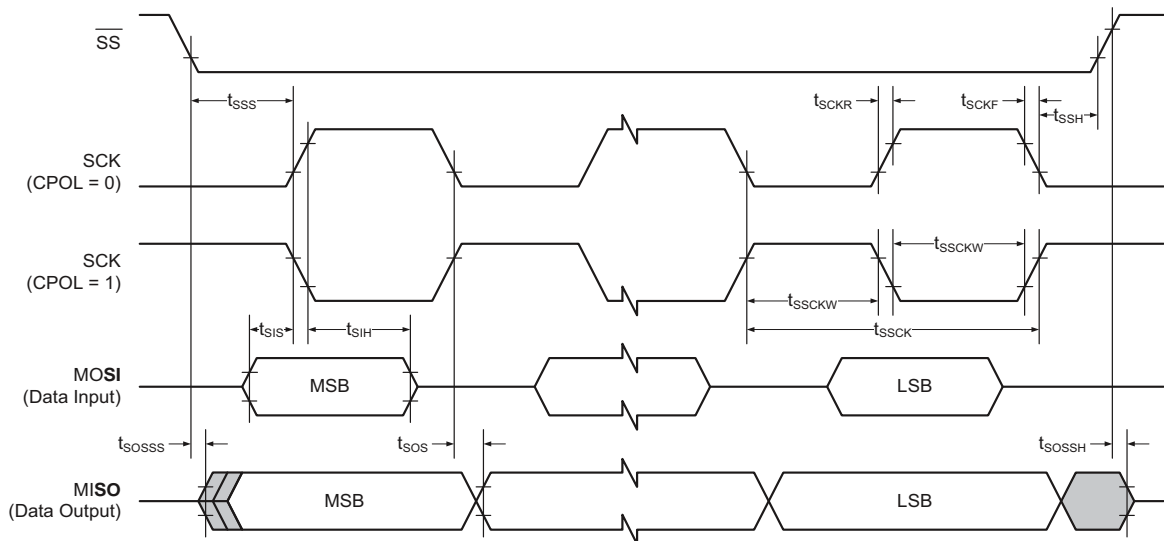 SS
tSSS
tSCKR
tSCKF
tSSH
SCK
(CPOL = 0)
SCK
(CPOL = 1)
tSSCKW
tSSCKW
tSIS
tSIH
tSSCK
MOSI
(Data Input)
MSB
LSB
tSOSSS
tSOS
tSOSSH
MISO
(Data Output)
MSB
LSB